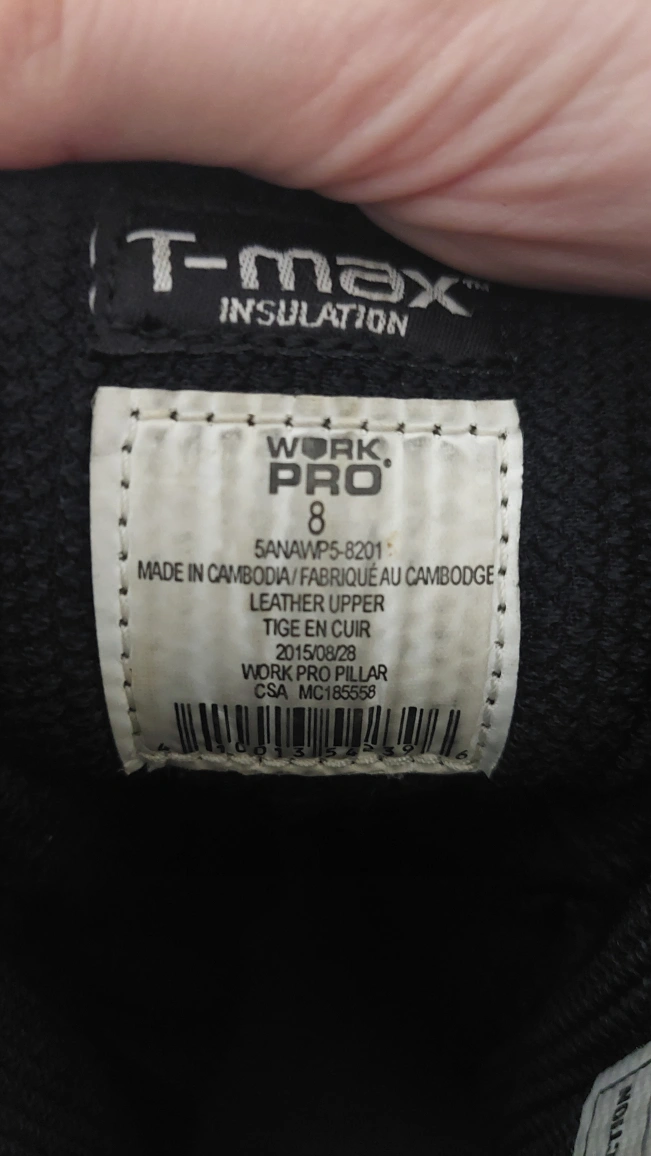 T-max™
INSULATION
WORK
PRO®
8
5ANAWP5-8201
MADE IN CAMBODIA / FABRIQUÉ AU CAMBODGE
LEATHER UPPER
TIGE EN CUIR
2015/08/28
WORK PRO PILLAR
CSA MC185558